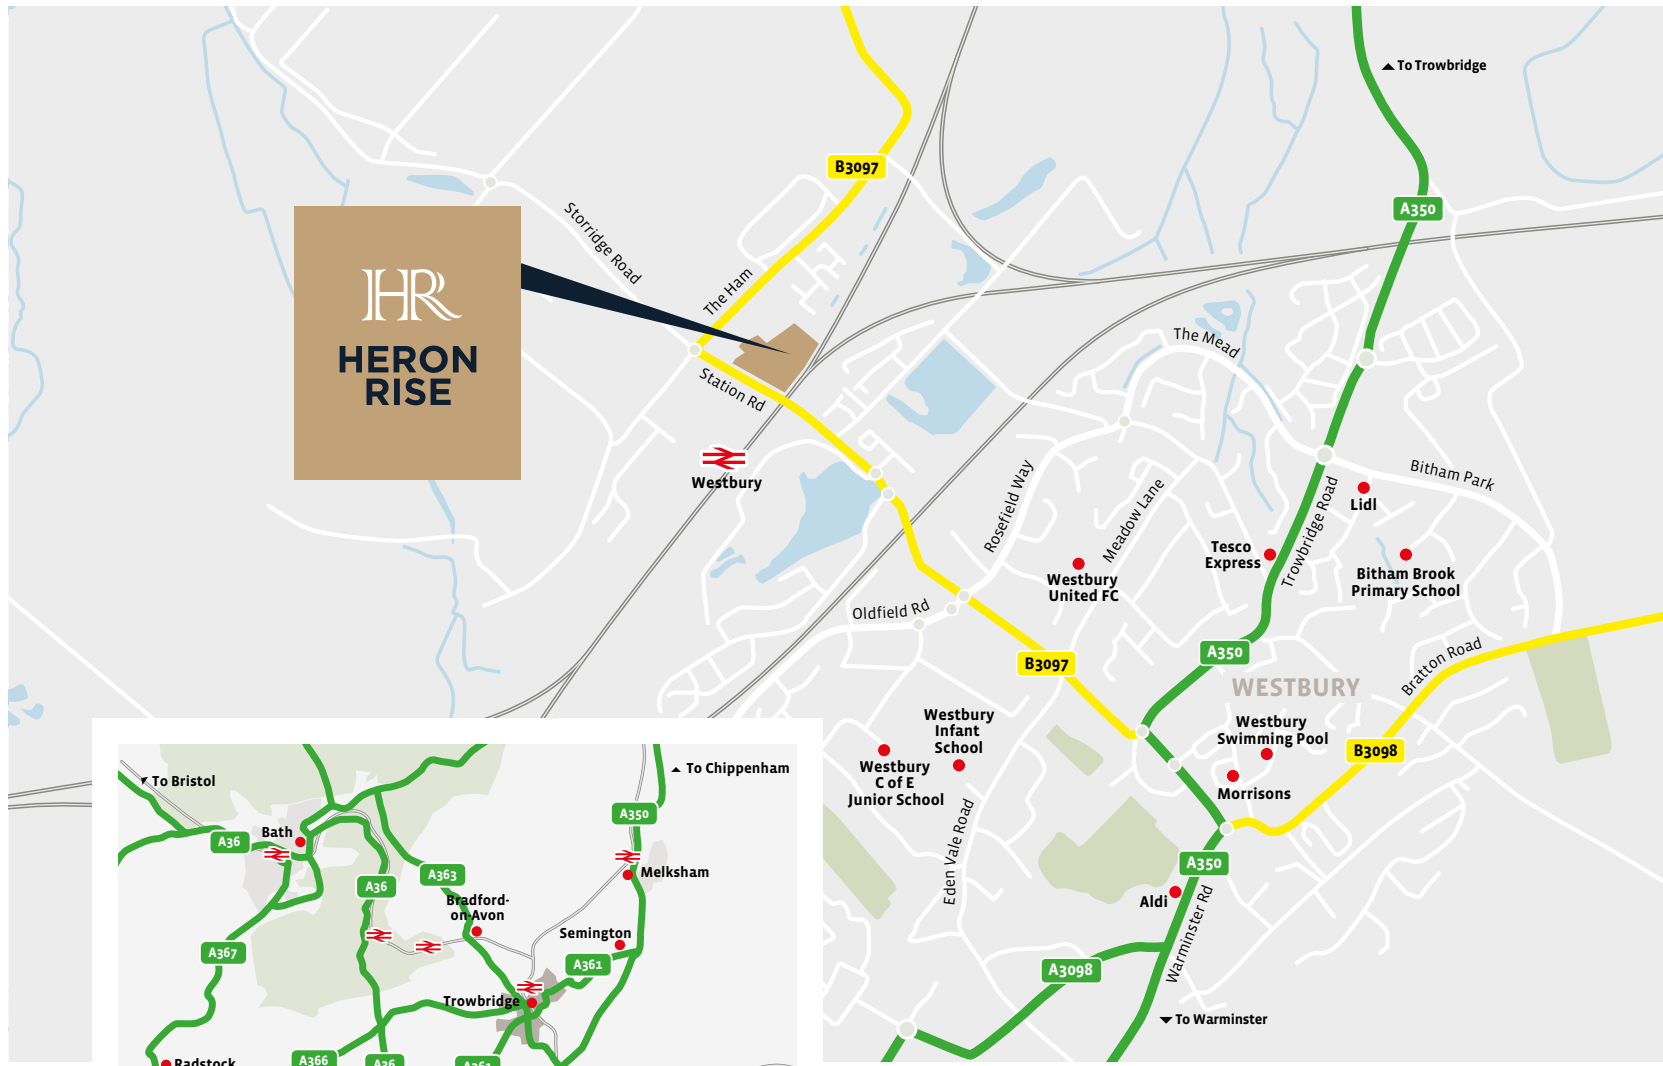 To Trowbridge
B3097
A350
Storridge Road
HR
HERON
RISE
The Ham
The Mead
Station Rd
Westbury
Bitham Park
Rosefield Way
Meadow Lane
Trowbridge Road
Lidl
Tesco
Express
Westbury
United FC
Bitham Brook
Primary School
Oldfield Rd
B3097
A350
Bratton Road
WESTBURY
Westbury
Infant
School
Westbury
Swimming Pool
B3098
Westbury
C of E
Junior School
Morrisons
Eden Vale Road
A350
Aldi
Warminster Rd
A3098
To Warminster
To Bristol
To Chippenham
A350
Bath
A36
A36
A363
Melksham
Bradford-
on-Avon
Semington
A367
A361
Trowbridge
Radstock
A366
A36
A361